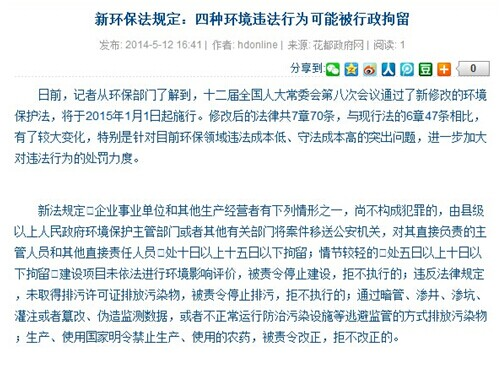 新环保法规定：四种环境违法行为可能被行政拘留
发布: 2014-5-12 16:41 | 作者: hdonline | 来源: 花都政府网 | 阅读: 1
分享到: 豆 0
日前，记者从环保部门了解到，十二届全国人大常委会第八次会议通过了新修改的环境
保护法，将于2015年1月1日起施行。修改后的法律共7章70条，与现行法的6章47条相比，
有了较大变化，特别是针对目前环保领域违法成本低、守法成本高的突出问题，进一步加大
对违法行为的处罚力度。
新法规定□企业事业单位和其他生产经营者有下列情形之一，尚不构成犯罪的，由县级
以上人民政府环境保护主管部门或者其他有关部门将案件移送公安机关，对其直接负责的主
管人员和其他直接责任人员□处十日以上十五日以下拘留；情节较轻的□处五日以上十日以
下拘留□建设项目未依法进行环境影响评价，被责令停止建设，拒不执行的；违反法律规定
，未取得排污许可证排放污染物，被责令停止排污，拒不执行的；通过暗管、渗井、渗坑、
灌注或者篡改、伪造监测数据，或者不正常运行防治污染设施等逃避监管的方式排放污染物
；生产、使用国家明令禁止生产、使用的农药，被责令改正，拒不改正的。